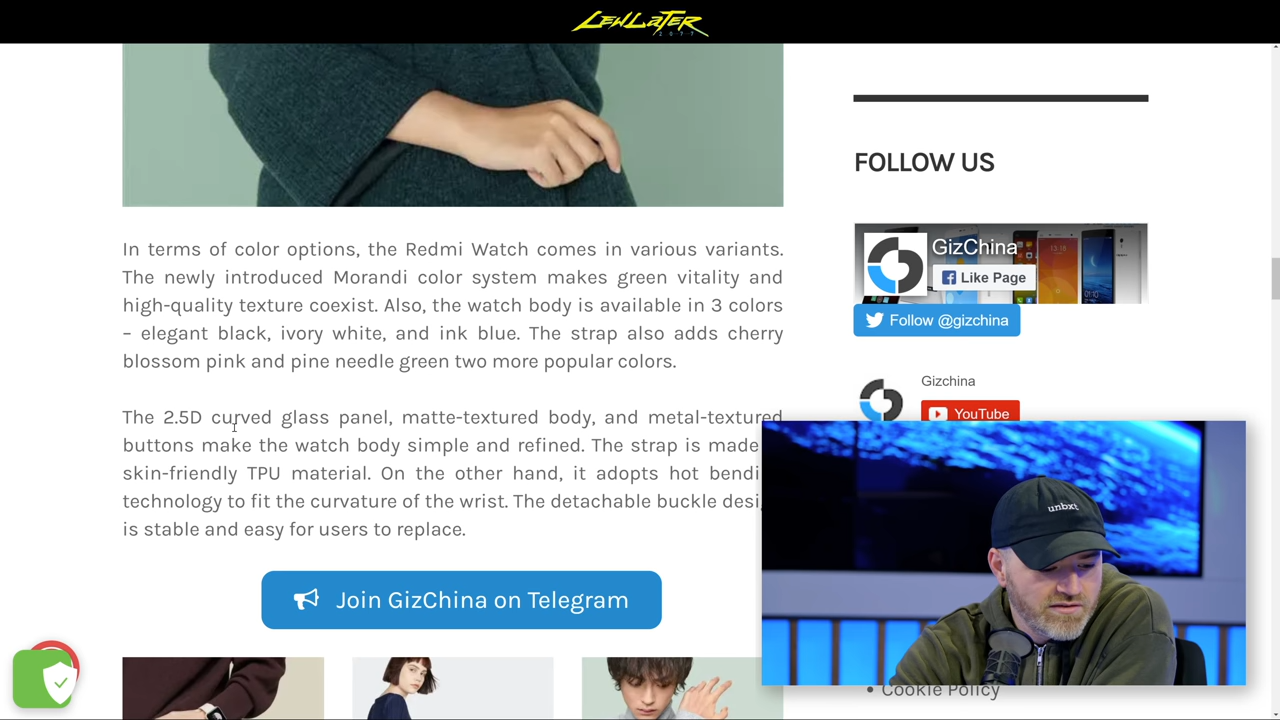 LEWLATER
2077
In terms of color options, the Redmi Watch comes in various variants.
The newly introduced Morandi color system makes green vitality and
high-quality texture coexist. Also, the watch body is available in 3 colors
– elegant black, ivory white, and ink blue. The strap also adds cherry
blossom pink and pine needle green two more popular colors.
The 2.5D curved glass panel, matte-textured body, and metal-textured
buttons make the watch body simple and refined. The strap is made
skin-friendly TPU material. On the other hand, it adopts hot bendi
technology to fit the curvature of the wrist. The detachable buckle desig
is stable and easy for users to replace.
Join GizChina on Telegram
FOLLOW US
GizChina
Like Page
Follow @gizchina
Gizchina
YouTube
unbxt
Cookie Policy